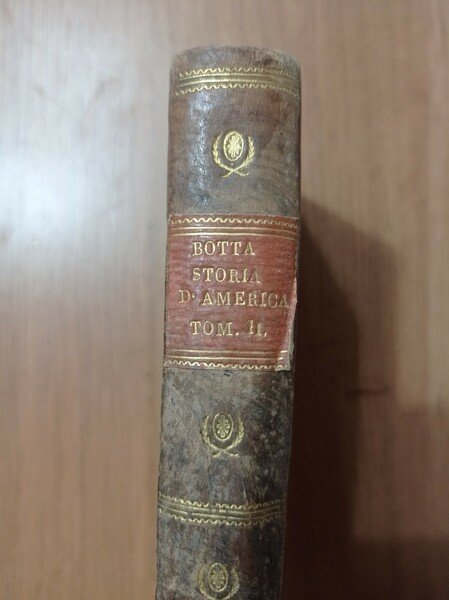 BOTTA
STORIA
D' AMERICA
TOM. II.